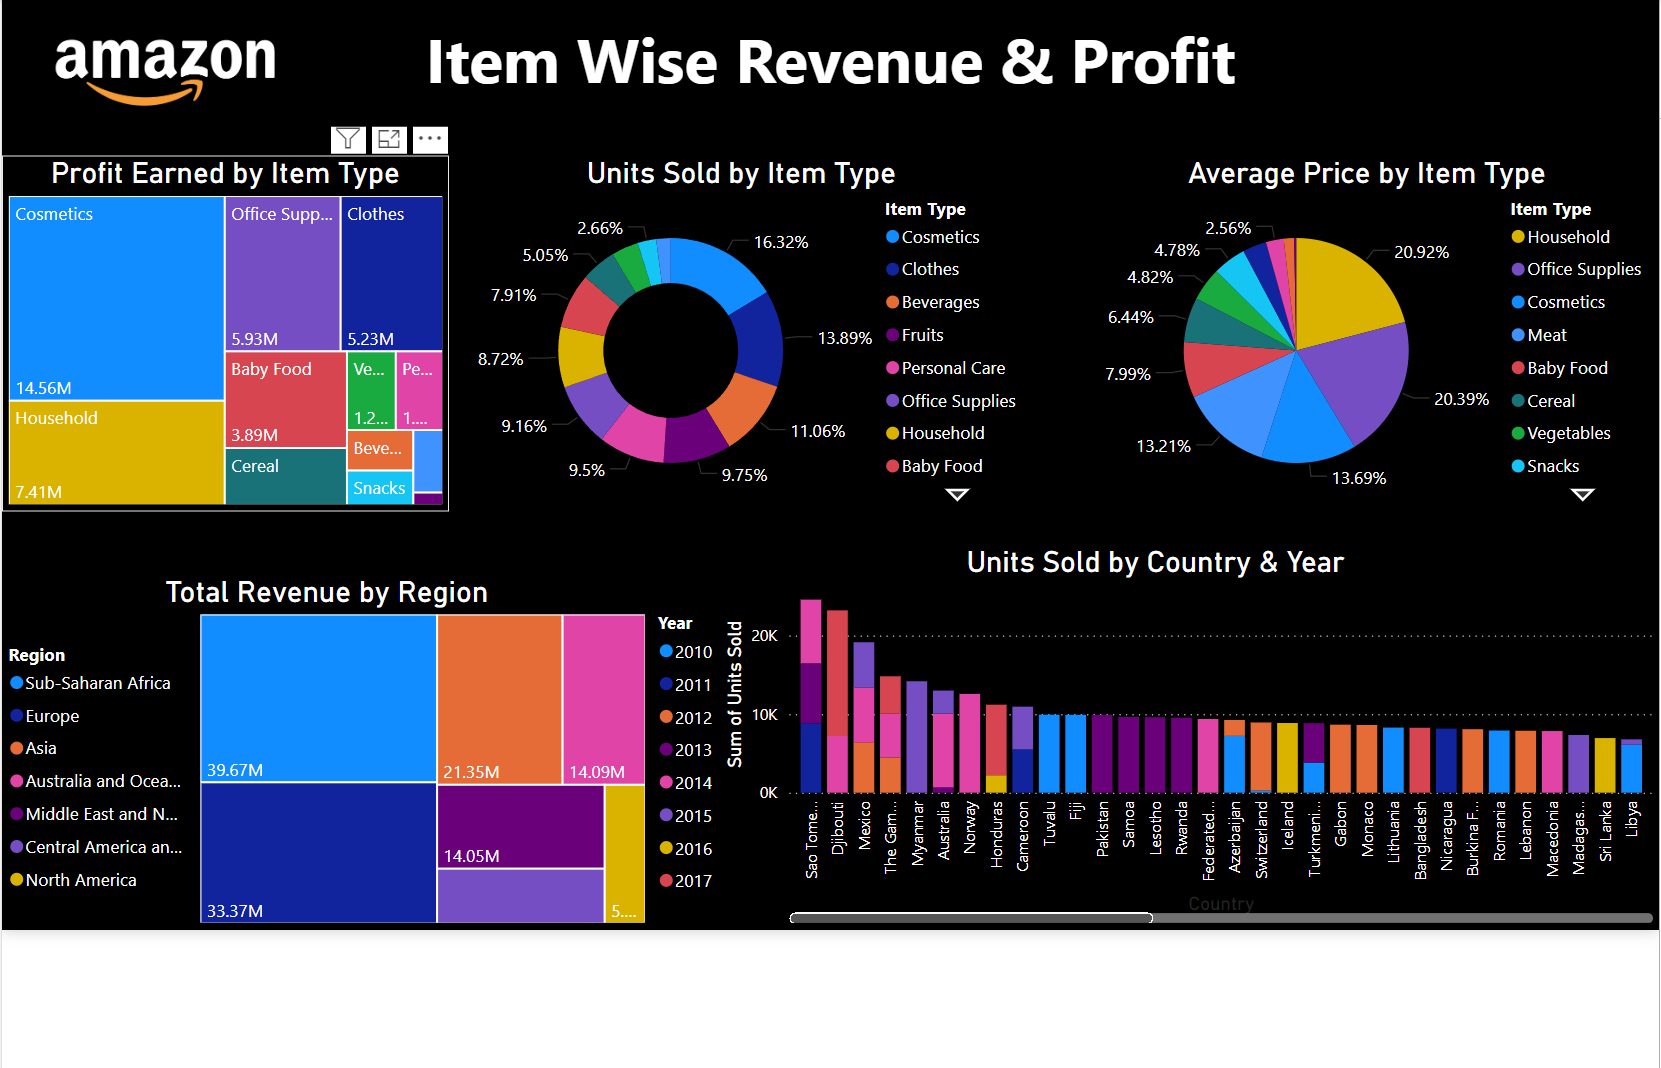 amazon
Item Wise Revenue & Profit
Profit Earned by Item Type
Cosmetics
14.56M
Household
7.41M
Office Supp...
5.93M
Clothes
5.23M
Baby Food
3.89M
Cereal
Ve...
1.2...
Pe...
1....
Beve...
Snacks
Units Sold by Item Type
16.32%
13.89%
11.06%
9.75%
9.5%
9.16%
8.72%
7.91%
5.05%
2.66%
Item Type
Cosmetics
Clothes
Beverages
Fruits
Personal Care
Office Supplies
Household
Baby Food
Average Price by Item Type
20.92%
20.39%
13.69%
13.21%
7.99%
6.44%
4.82%
4.78%
2.56%
Item Type
Household
Office Supplies
Cosmetics
Meat
Baby Food
Cereal
Vegetables
Snacks
Total Revenue by Region
Region
Sub-Saharan Africa
Europe
Asia
Australia and Ocea...
Middle East and N...
Central America an...
North America
39.67M
33.37M
21.35M
14.09M
14.05M
5....
Units Sold by Country & Year
Year
2010
2011
2012
2013
2014
2015
2016
2017
Sum of Units Sold
20K
10K
0K
Sao Tome...
Djibouti
Mexico
The Gam...
Myanmar
Australia
Norway
Honduras
Cameroon
Tuvalu
Fiji
Pakistan
Samoa
Lesotho
Rwanda
Federated...
Azerbaijan
Switzerland
Iceland
Turkmeni...
Gabon
Monaco
Lithuania
Bangladesh
Nicaragua
Burkina F...
Romania
Lebanon
Macedonia
Madagas...
Sri Lanka
Libya
Country